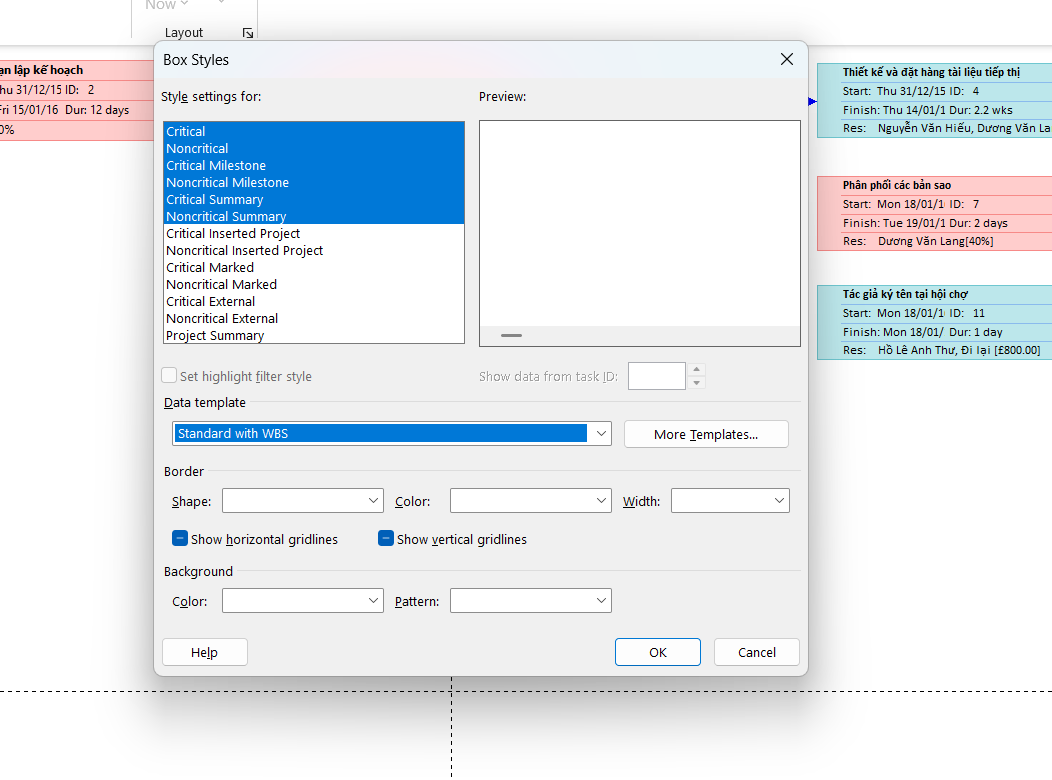 Now
Layout
ạn lập kế hoạch
hu 31/12/15 ID: 2
Fri 15/01/16 Dur: 12 days
0%
Box Styles
Style settings for:
Preview:
Critical
Noncritical
Critical Milestone
Noncritical Milestone
Critical Summary
Noncritical Summary
Critical Inserted Project
Noncritical Inserted Project
Critical Marked
Noncritical Marked
Critical External
Noncritical External
Project Summary
Set highlight filter style
Show data from task ID:
Data template
Standard with WBS
More Templates...
Border
Shape:
Color:
Width:
Show horizontal gridlines
Show vertical gridlines
Background
Color:
Pattern:
Help
OK
Cancel
Thiết kế và đặt hàng tài liệu tiếp thị
Start: Thu 31/12/15 ID: 4
Finish: Thu 14/01/1 Dur: 2.2 wks
Res: Nguyễn Văn Hiếu, Dương Văn La
Phân phối các bản sao
Start: Mon 18/01/1 ID: 7
Finish: Tue 19/01/1 Dur: 2 days
Res: Dương Văn Lang[40%]
Tác giả ký tên tại hội chợ
Start: Mon 18/01/1 ID: 11
Finish: Mon 18/01/ Dur: 1 day
Res: Hồ Lê Anh Thư, Đi lại [£800.00]